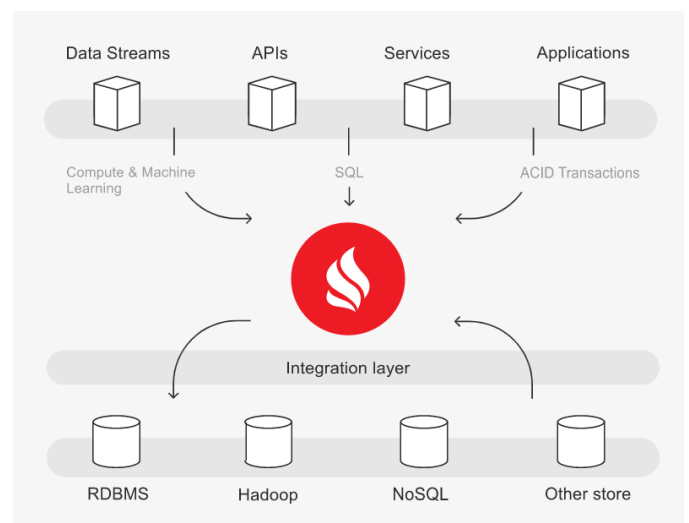 Data Streams
APIs
Services
Applications
Compute & Machine
Learning
SQL
ACID Transactions
Integration layer
RDBMS
Hadoop
NoSQL
Other store